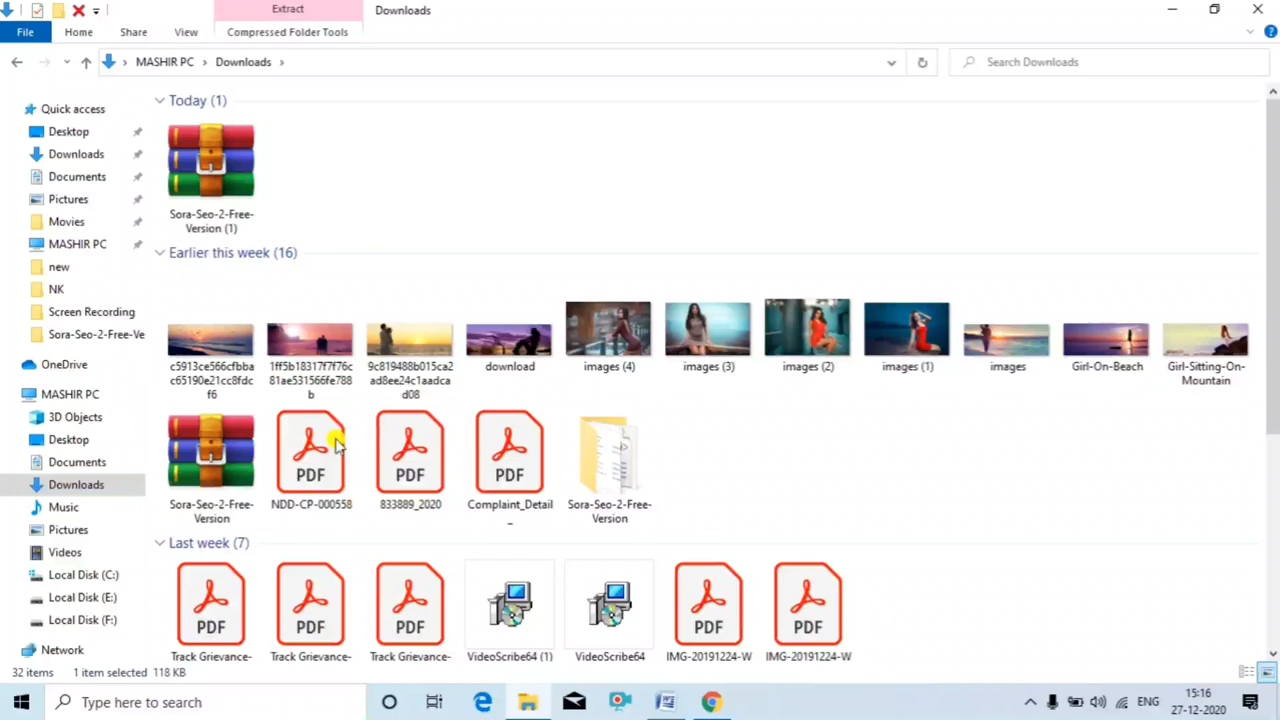 Extract
Downloads
File
Home
Share
View
Compressed Folder Tools
MASHIR PC
Downloads
Search Downloads
Quick access
Desktop
Downloads
Documents
Pictures
Movies
MASHIR PC
new
NK
Screen Recording
Sora-Seo-2-Free-Ve
OneDrive
MASHIR PC
3D Objects
Desktop
Documents
Downloads
Music
Pictures
Videos
Local Disk (C:)
Local Disk (E:)
Local Disk (F:)
Network
Today (1)
Sora-Seo-2-Free-
Version (1)
Earlier this week (16)
c5913ce566cfbba
c65190e21cc8fdc
f6
1ff5b18317f7f76c
81ae531566fe788
b
9c819488b015ca2
ad8ee24c1aadca
d08
download
images (4)
images (3)
images (2)
images (1)
images
Girl-On-Beach
Girl-Sitting-On-
Mountain
Sora-Seo-2-Free-
Version
PDF
NDD-CP-000558
PDF
833889_2020
PDF
Complaint_Detail
_
Sora-Seo-2-Free-
Version
Last week (7)
PDF
Track Grievance-
PDF
Track Grievance-
PDF
Track Grievance-
VideoScribe64 (1)
VideoScribe64
PDF
IMG-20191224-W
PDF
IMG-20191224-W
32 items
1 item selected 118 KB
Type here to search
ENG
15:16
27-12-2020